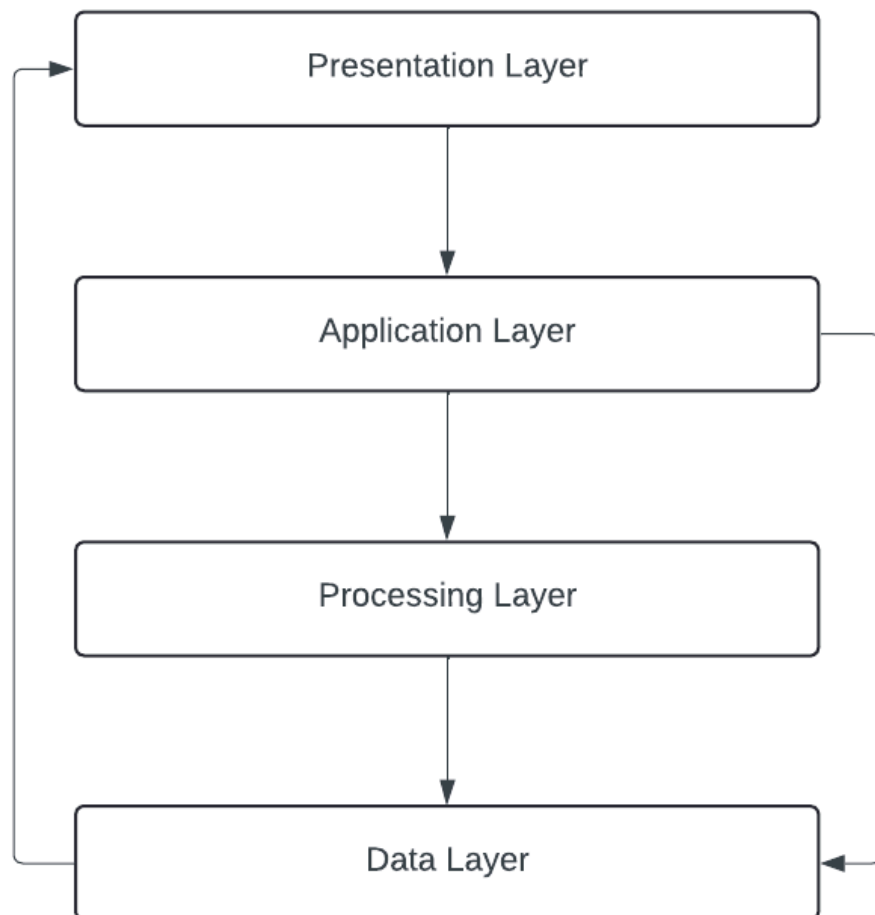 Presentation Layer
Application Layer
Processing Layer
Data Layer